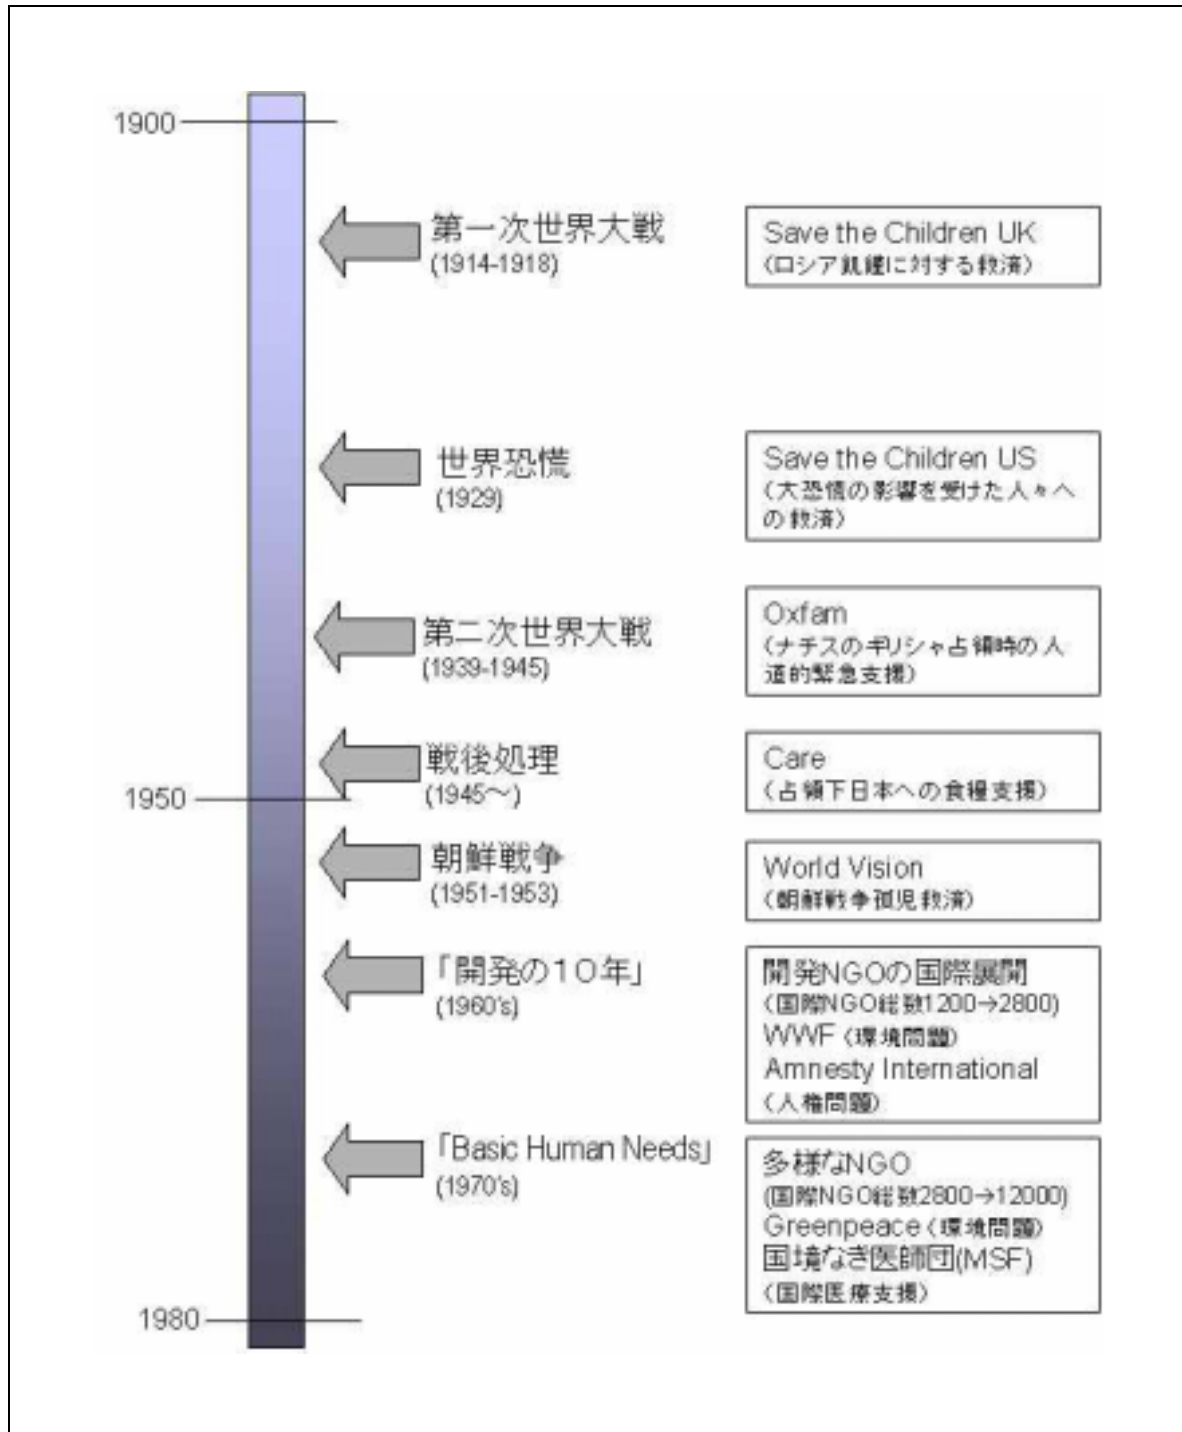 1900
第一次世界大戦
(1914-1918)
Save the Children UK
(ロシア飢饉に対する救済)
世界恐慌
(1929)
Save the Children US
(大恐慌の影響を受けた人々へ
の救済)
第二次世界大戦
(1939-1945)
Oxfam
(ナチスのギリシャ占領時の人
道的緊急支援)
戦後処理
(1945～)
Care
(占領下日本への食糧支援)
1950
朝鮮戦争
(1951-1953)
World Vision
(朝鮮戦争孤児救済)
「開発の１０年」
(1960's)
開発NGOの国際展開
(国際NGO総数1200→2800)
WWF (環境問題)
Amnesty International
(人権問題)
「Basic Human Needs」
(1970's)
多様なNGO
(国際NGO総数2800→12000)
Greenpeace (環境問題)
国境なき医師団(MSF)
(国際医療支援)
1980